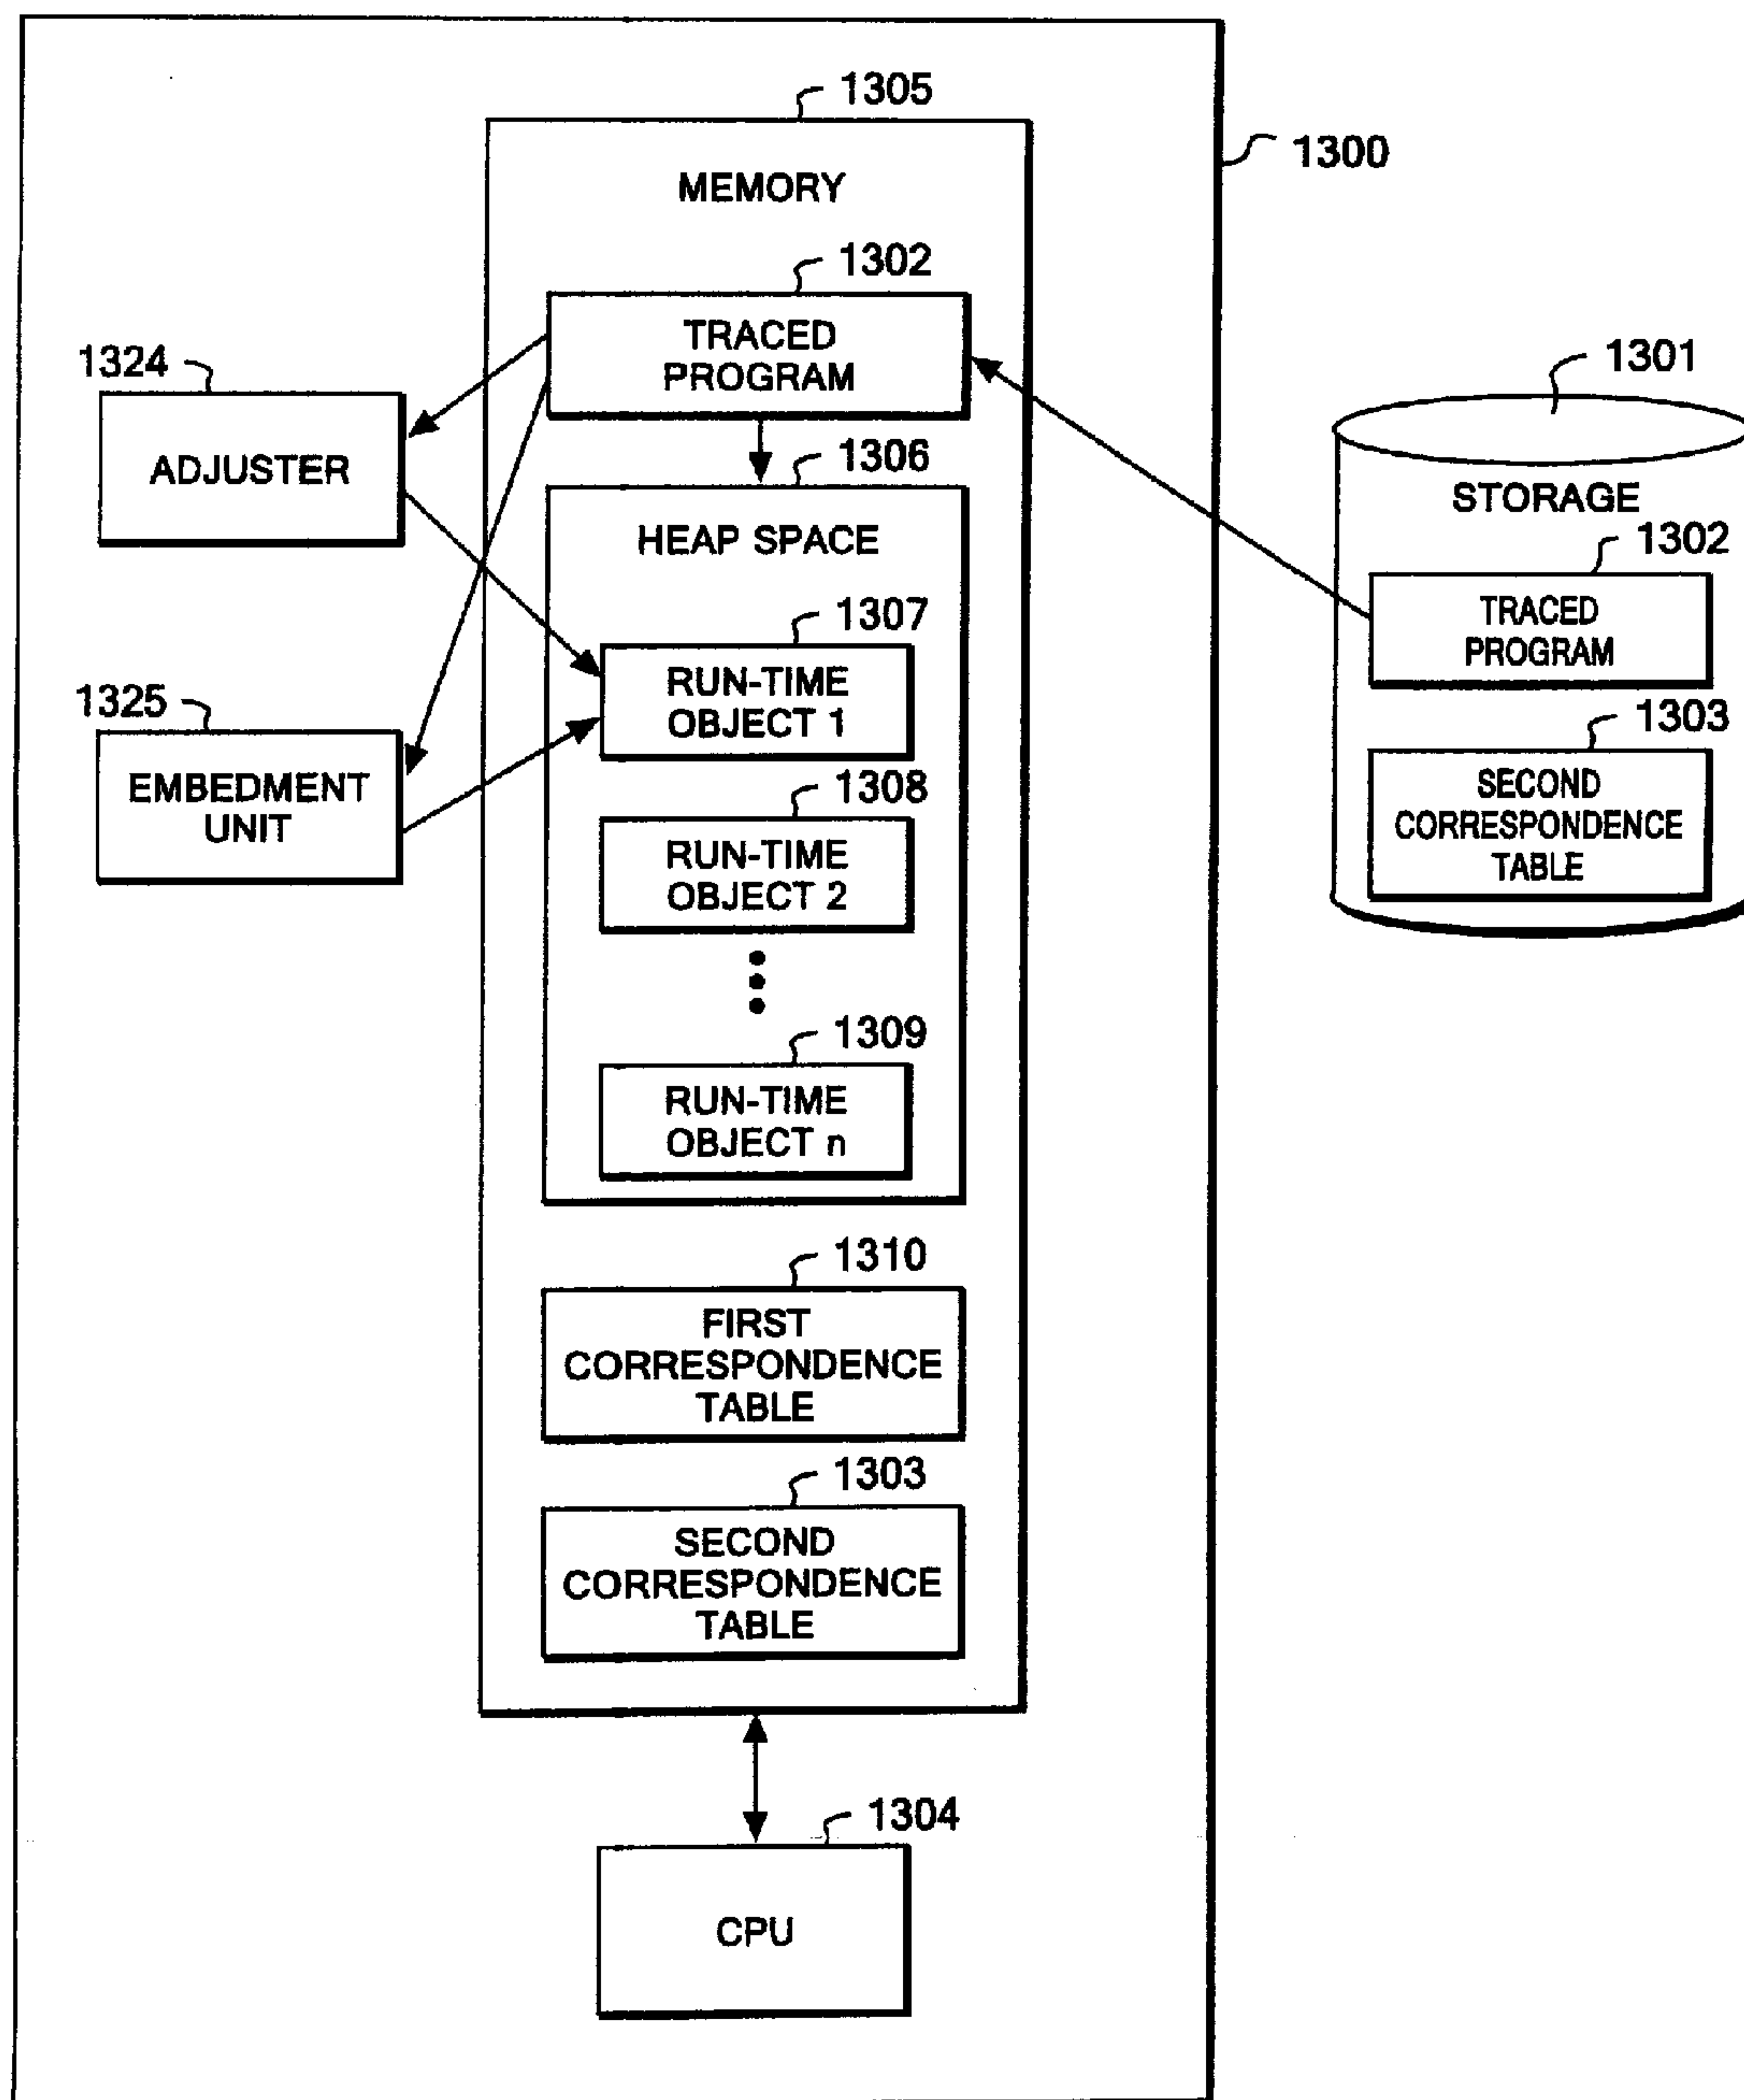 1305
1300
MEMORY
1302
TRACED
PROGRAM
1324
ADJUSTER
1306
HEAP SPACE
1307
RUN-TIME
OBJECT 1
1325
EMBEDMENT
UNIT
1308
RUN-TIME
OBJECT 2
1309
RUN-TIME
OBJECT n
1310
FIRST
CORRESPONDENCE
TABLE
1303
SECOND
CORRESPONDENCE
TABLE
1304
CPU
1301
STORAGE
1302
TRACED
PROGRAM
1303
SECOND
CORRESPONDENCE
TABLE